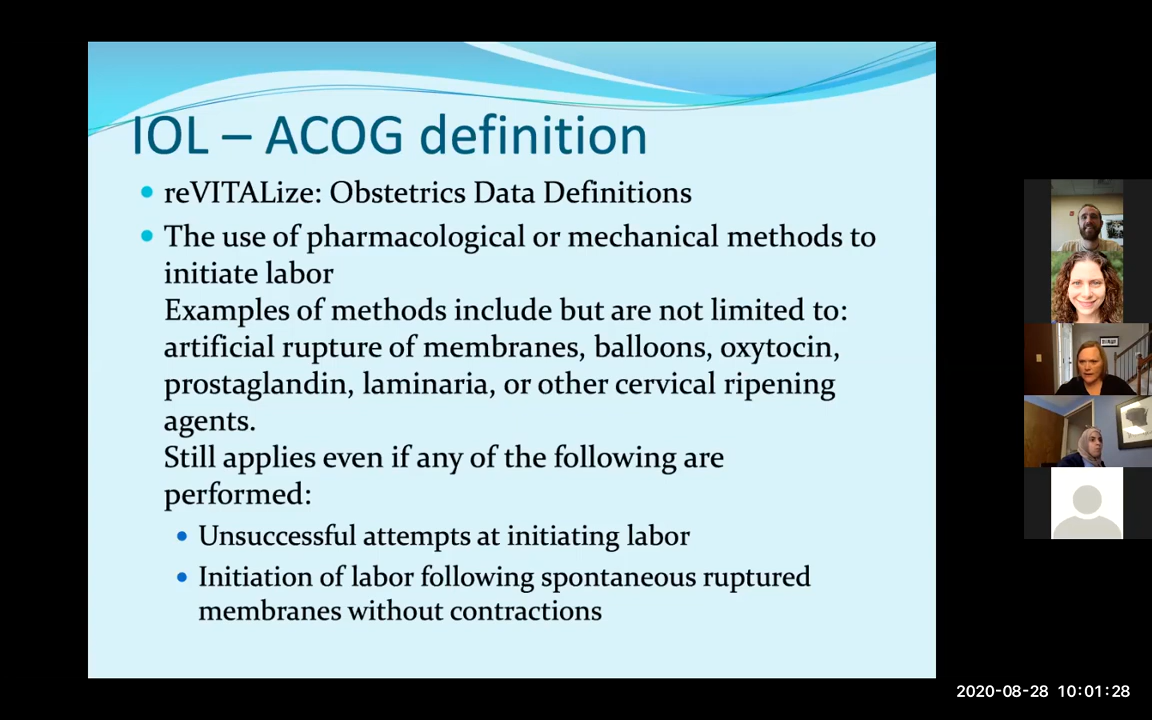 IOL – ACOG definition
reVITALize: Obstetrics Data Definitions
The use of pharmacological or mechanical methods to
initiate labor
Examples of methods include but are not limited to:
artificial rupture of membranes, balloons, oxytocin,
prostaglandin, laminaria, or other cervical ripening
agents.
Still applies even if any of the following are
performed:
Unsuccessful attempts at initiating labor
Initiation of labor following spontaneous ruptured
membranes without contractions
2020-08-28 10:01:28